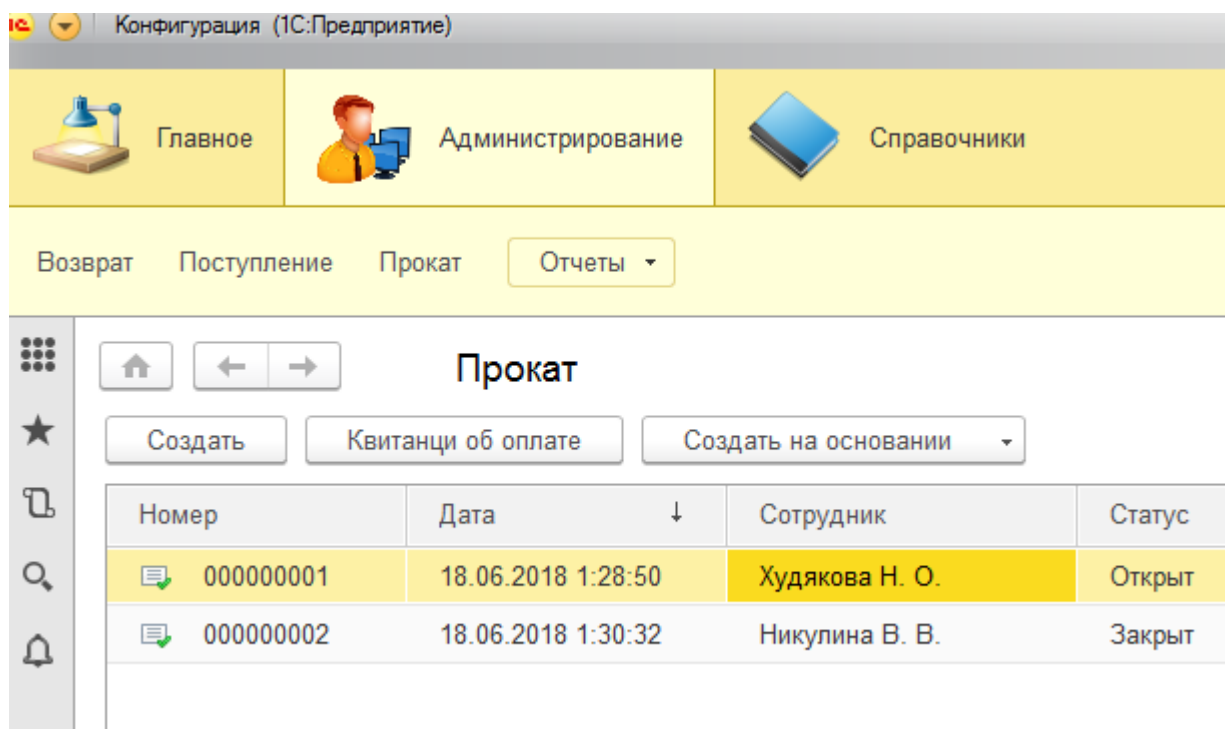 Конфигурация (1С:Предприятие)
Главное Администрирование Справочники
Возврат Поступление Прокат Отчеты
Прокат
Создать Квитанци об оплате Создать на основании
Номер Дата Сотрудник Статус
000000001 18.06.2018 1:28:50 Худякова Н. О. Открыт
000000002 18.06.2018 1:30:32 Никулина В. В. Закрыт